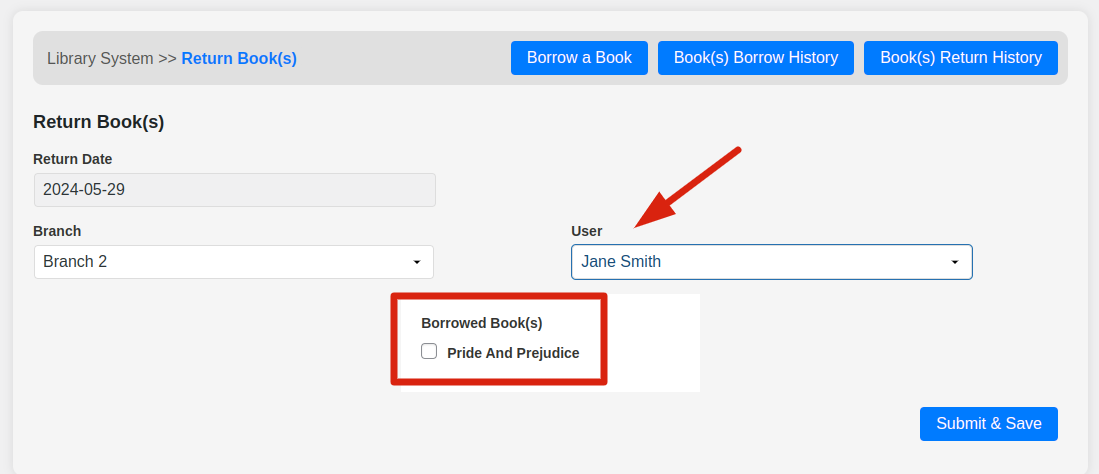 Library System >> Return Book(s)
Borrow a Book
Book(s) Borrow History
Book(s) Return History
Return Book(s)
Return Date
2024-05-29
Branch
User
Branch 2
Jane Smith
Borrowed Book(s)
Pride And Prejudice
Submit & Save